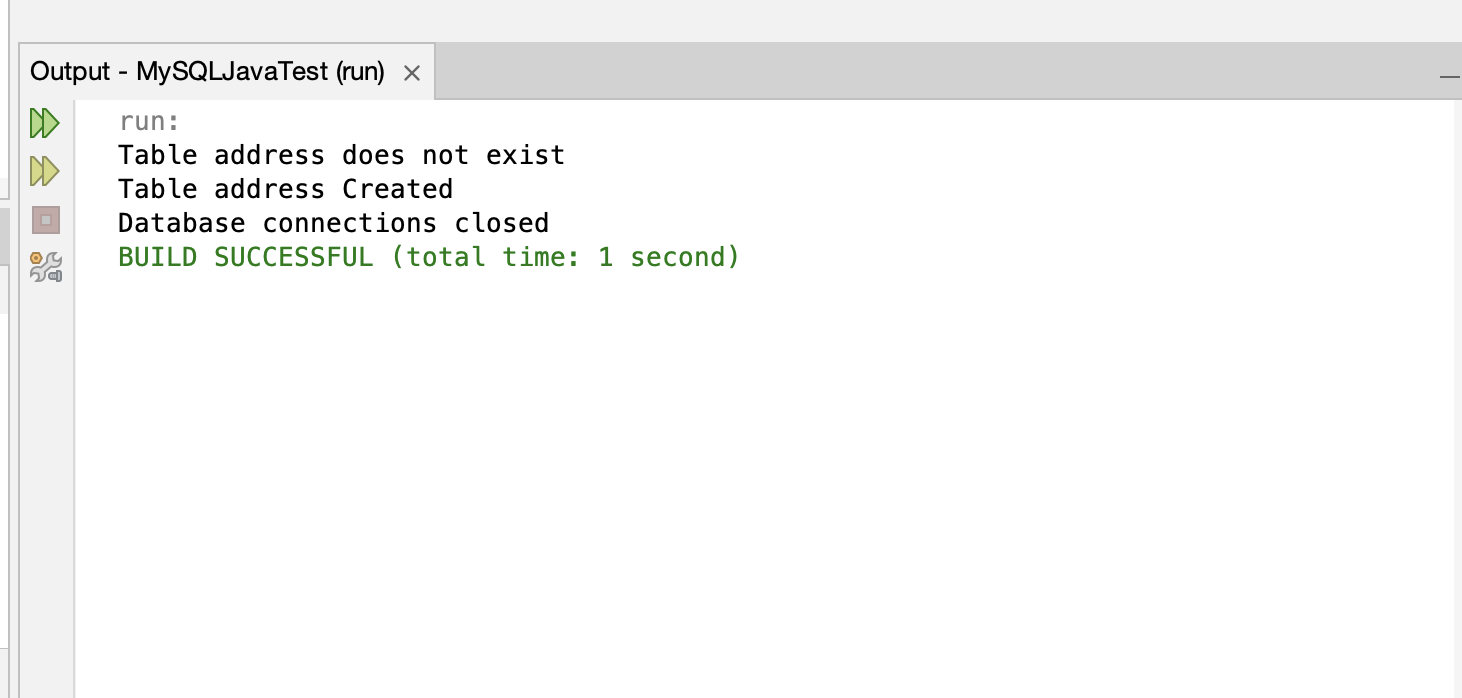 Output - MySQLJavaTest (run)
run:
Table address does not exist
Table address Created
Database connections closed
BUILD SUCCESSFUL (total time: 1 second)